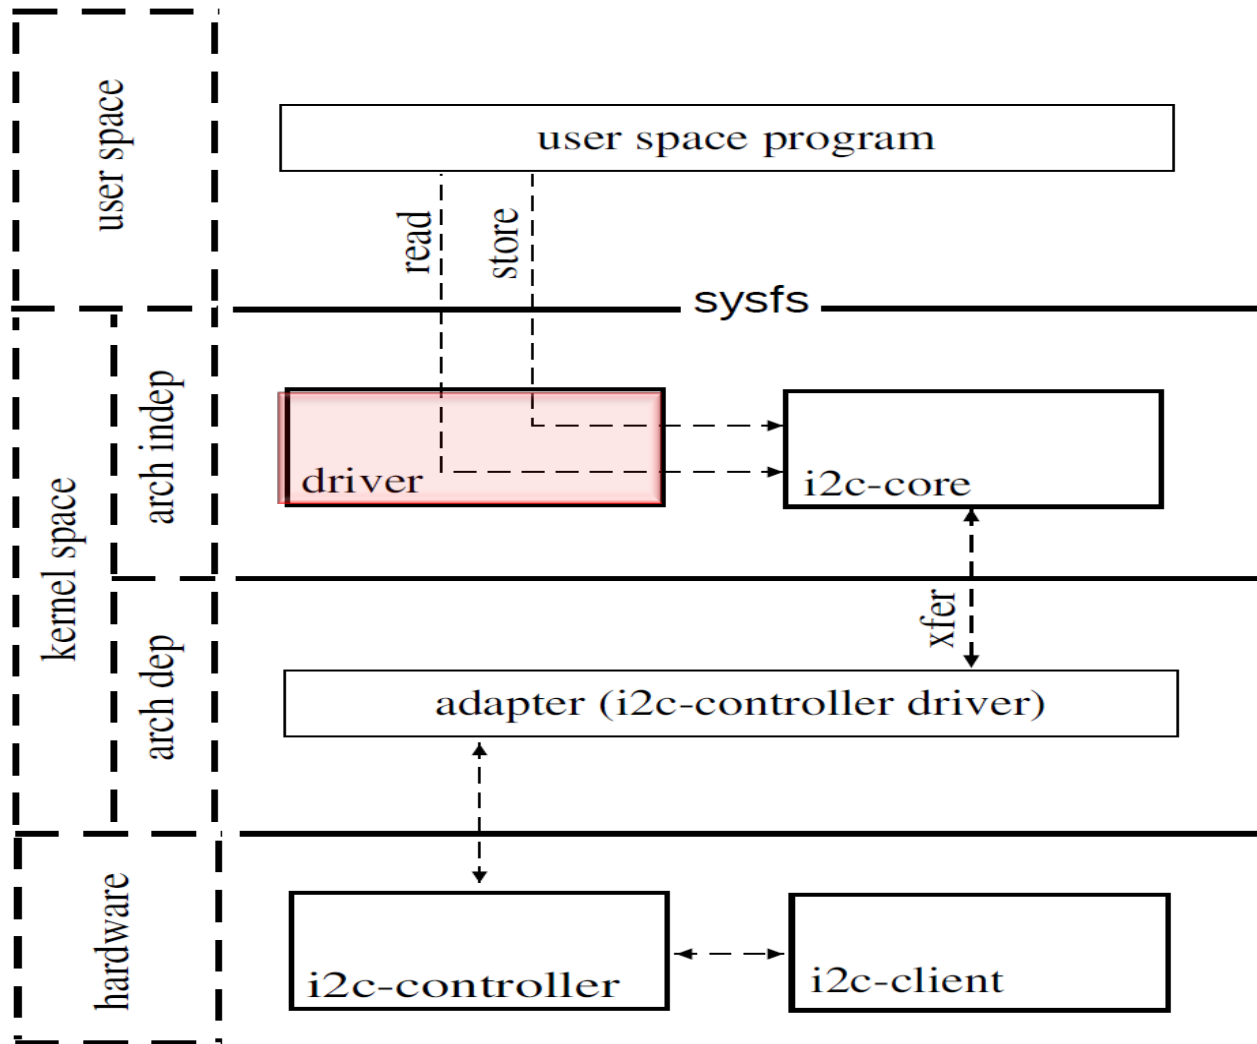 user space
user space program
read
store
sysfs
kernel space
arch indep
driver
i2c-core
xfer
arch dep
adapter (i2c-controller driver)
hardware
i2c-controller
i2c-client